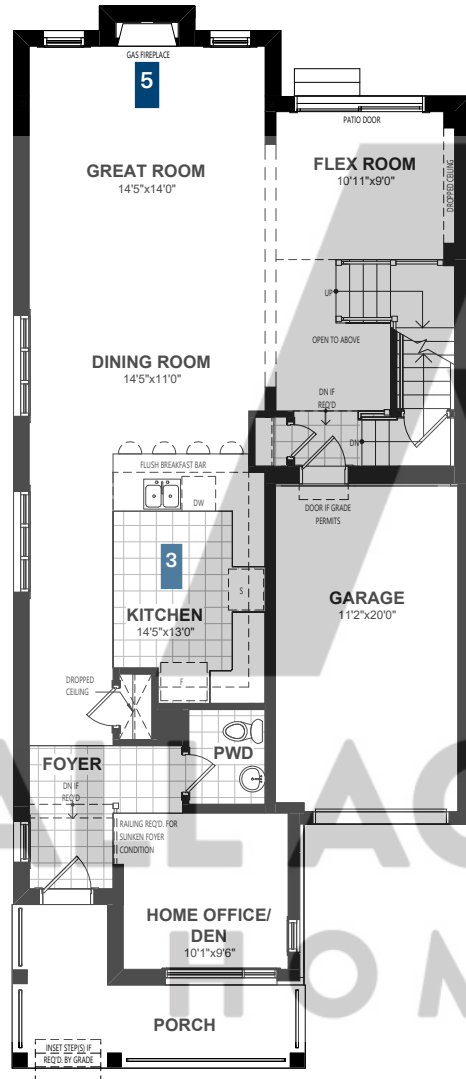 GAS FIREPLACE
5
GREAT ROOM
14'5"x14'0"
PATIO DOOR
FLEX ROOM
10'11"x9'0"
DROPPED CEILING
UP
OPEN TO ABOVE
DINING ROOM
14'5"x11'0"
DN IF
REQ'D
DN
FLUSH BREAKFAST BAR
DW
DOOR IF GRADE
PERMITS
3
S
KITCHEN
14'5"x13'0"
GARAGE
11'2"x20'0"
F
DROPPED
CEILING
FOYER
PWD
DN IF
REQ'D
RAILING REQ'D. FOR
SUNKEN FOYER
CONDITION
HOME OFFICE/
DEN
10'1"x9'6"
PORCH
INSET STEP(S) IF
REQ'D. BY GRADE
ALLAC
HOM